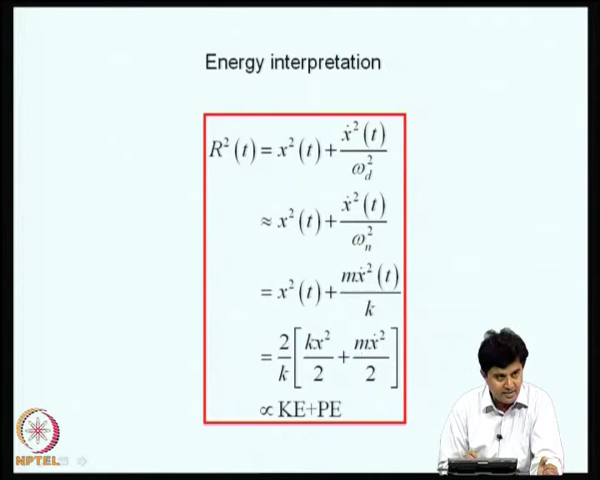 Energy interpretation
R²(t) = x²(t) + ẋ²(t)/ω_d²
≈ x²(t) + ẋ²(t)/ω_n²
= x²(t) + mẋ²(t)/k
= 2/k [kx²/2 + mẋ²/2]
∝ KE+PE
NPTEL